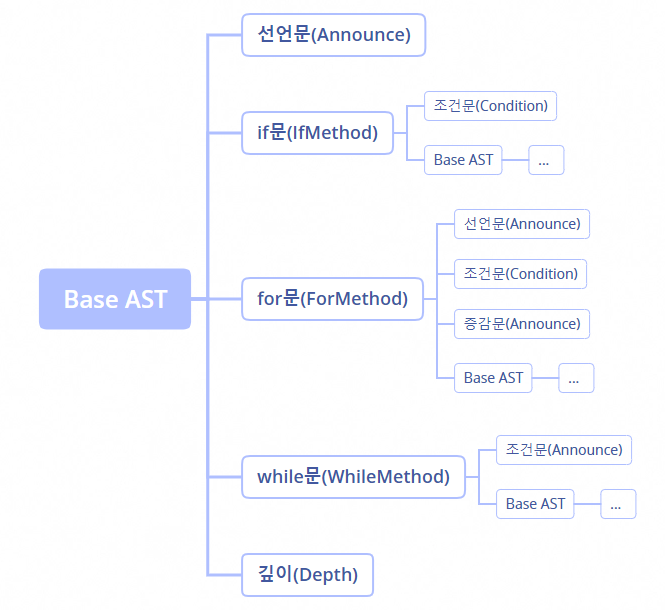 Base AST
선언문(Announce)
if문(IfMethod)
조건문(Condition)
Base AST
...
for문(ForMethod)
선언문(Announce)
조건문(Condition)
증감문(Announce)
Base AST
...
while문(WhileMethod)
조건문(Announce)
Base AST
...
깊이(Depth)